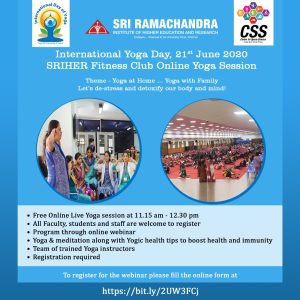 International Day of Yoga
SRI RAMACHANDRA
INSTITUTE OF HIGHER EDUCATION AND RESEARCH
CSS
International Yoga Day, 21st June 2020
SRIHER Fitness Club Online Yoga Session
Theme - Yoga at Home ... Yoga with Family
Let's de-stress and detoxify our body and mind!
• Free Online Live Yoga session at 11.15 am - 12.30 pm
• All Faculty, students and staff are welcome to register
• Program through online webinar
• Yoga & meditation along with Yogic health tips to boost health and immunity
• Team of trained Yoga instructors
• Registration required
To register for the webinar please fill the online form at
https://bit.ly/2UW3FCj